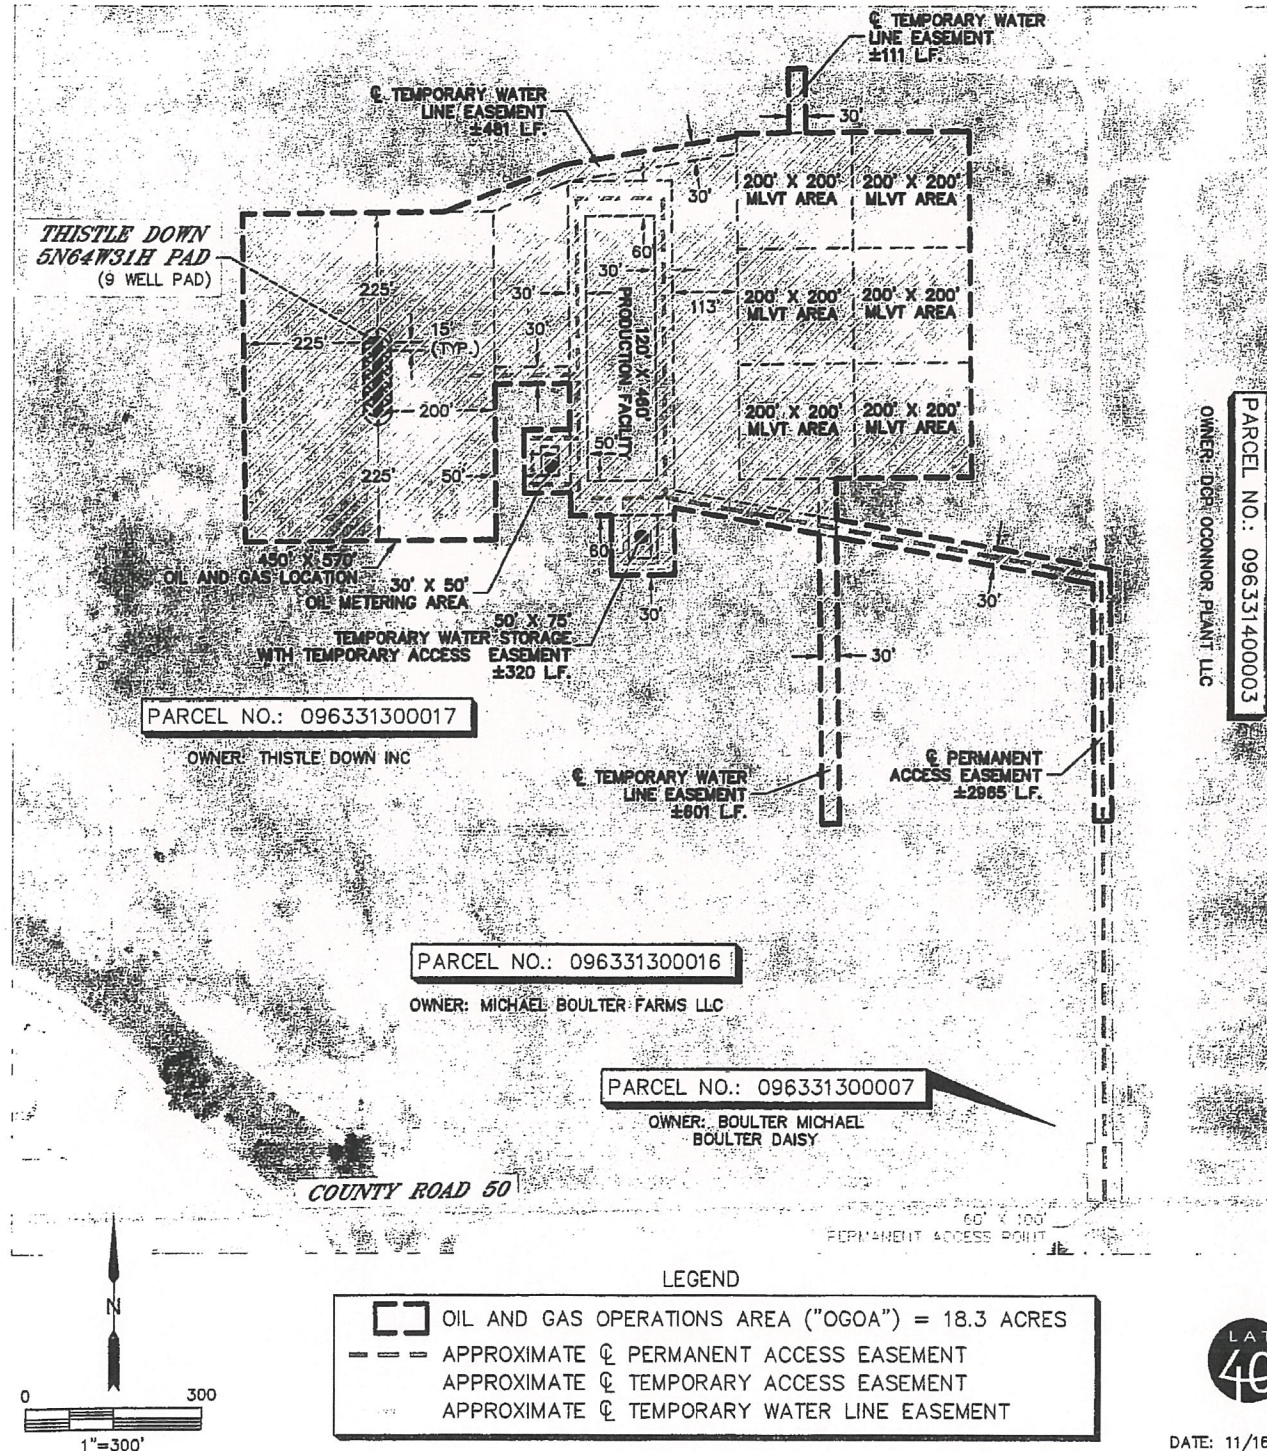 ℄ TEMPORARY WATER
LINE EASEMENT
±111 L.F.
℄ TEMPORARY WATER
LINE EASEMENT
±481 L.F.
30'
30'
200' X 200'
MLVT AREA
200' X 200'
MLVT AREA
THISTLE DOWN
5N64W31H PAD
(9 WELL PAD)
60'
30'
225'
30'
113'
200' X 200'
MLVT AREA
200' X 200'
MLVT AREA
15'
(TYP.)
30'
225'
120' X 460'
PRODUCTION FACILITY
200'
200' X 200'
MLVT AREA
200' X 200'
MLVT AREA
50'
225'
50'
PARCEL NO.: 096331400003
OWNER: DCP OCONNOR PLANT LLC
60'
450' X 570'
OIL AND GAS LOCATION
30' X 50'
OIL METERING AREA
30'
30'
50' X 75'
TEMPORARY WATER STORAGE
WITH TEMPORARY ACCESS EASEMENT
±320 L.F.
30'
PARCEL NO.: 096331300017
OWNER: THISTLE DOWN INC
℄ TEMPORARY WATER
LINE EASEMENT
±601 L.F.
℄ PERMANENT
ACCESS EASEMENT
±2965 L.F.
PARCEL NO.: 096331300016
OWNER: MICHAEL BOULTER FARMS LLC
PARCEL NO.: 096331300007
OWNER: BOULTER MICHAEL
BOULTER DAISY
COUNTY ROAD 50
60' X 100'
PERMANENT ACCESS POINT
N
0 300
1"=300'
LEGEND
OIL AND GAS OPERATIONS AREA ("OGOA") = 18.3 ACRES
APPROXIMATE ℄ PERMANENT ACCESS EASEMENT
APPROXIMATE ℄ TEMPORARY ACCESS EASEMENT
APPROXIMATE ℄ TEMPORARY WATER LINE EASEMENT
LAT
40
DATE: 11/16